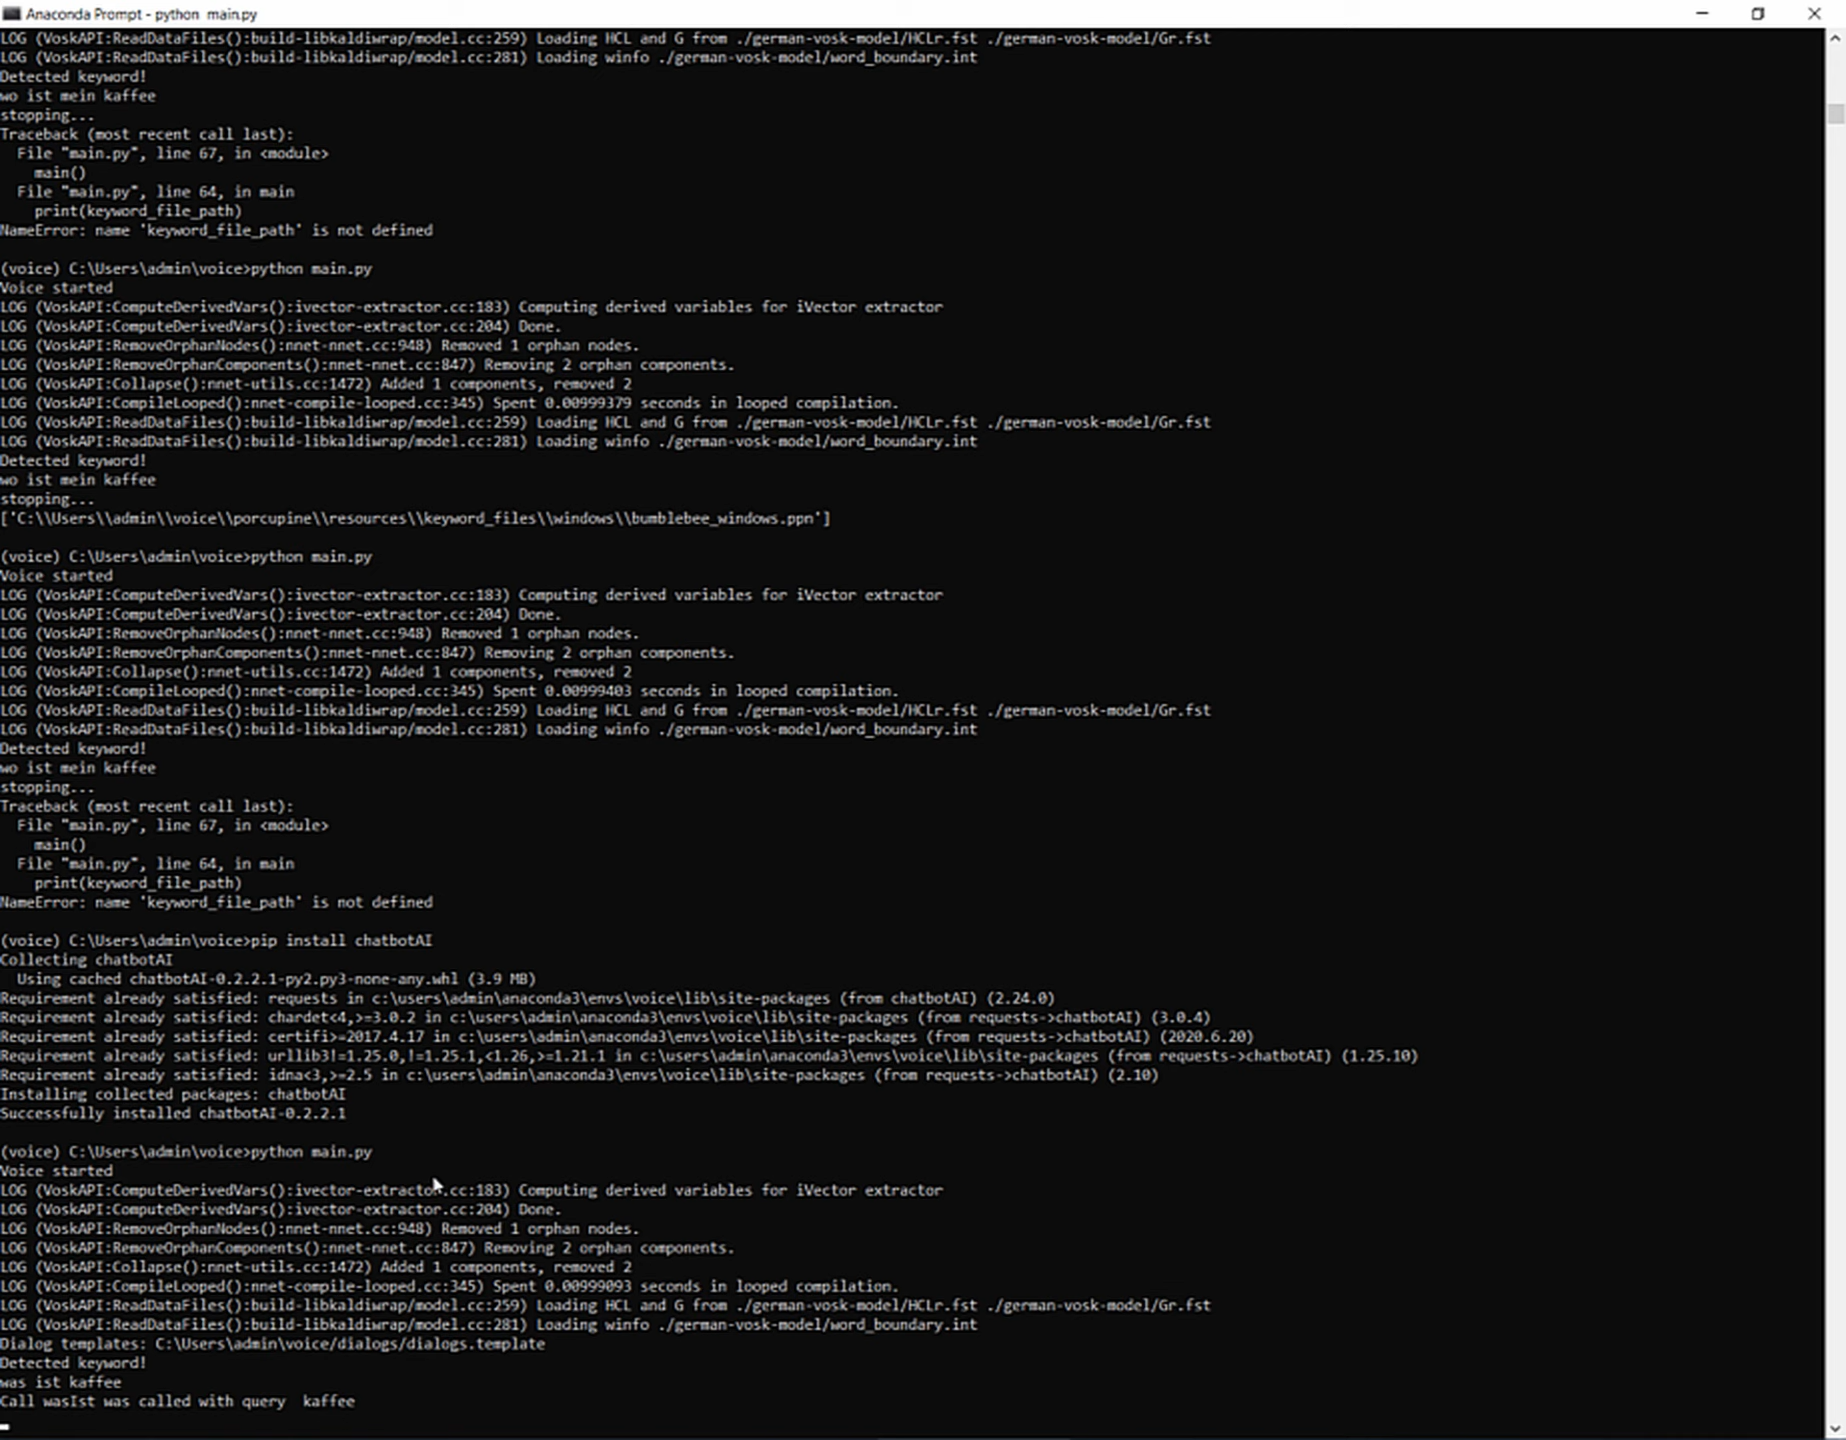 Anaconda Prompt - python main.py
LOG (VoskAPI:ReadDataFiles():build-libkaldiwrap/model.cc:259) Loading HCL and G from ./german-vosk-model/HCLr.fst ./german-vosk-model/Gr.fst
LOG (VoskAPI:ReadDataFiles():build-libkaldiwrap/model.cc:281) Loading winfo ./german-vosk-model/word_boundary.int
Detected keyword!
wo ist mein kaffee
stopping...
Traceback (most recent call last):
  File "main.py", line 67, in <module>
    main()
  File "main.py", line 64, in main
    print(keyword_file_path)
NameError: name 'keyword_file_path' is not defined
(voice) C:\Users\admin\voice>python main.py
Voice started
LOG (VoskAPI:ComputeDerivedVars():ivector-extractor.cc:183) Computing derived variables for iVector extractor
LOG (VoskAPI:ComputeDerivedVars():ivector-extractor.cc:204) Done.
LOG (VoskAPI:RemoveOrphanNodes():nnet-nnet.cc:948) Removed 1 orphan nodes.
LOG (VoskAPI:RemoveOrphanComponents():nnet-nnet.cc:847) Removing 2 orphan components.
LOG (VoskAPI:Collapse():nnet-utils.cc:1472) Added 1 components, removed 2
LOG (VoskAPI:CompileLooped():nnet-compile-looped.cc:345) Spent 0.00999379 seconds in looped compilation.
LOG (VoskAPI:ReadDataFiles():build-libkaldiwrap/model.cc:259) Loading HCL and G from ./german-vosk-model/HCLr.fst ./german-vosk-model/Gr.fst
LOG (VoskAPI:ReadDataFiles():build-libkaldiwrap/model.cc:281) Loading winfo ./german-vosk-model/word_boundary.int
Detected keyword!
wo ist mein kaffee
stopping...
['C:\\Users\\admin\\voice\\porcupine\\resources\\keyword_files\\windows\\bumblebee_windows.ppn']
(voice) C:\Users\admin\voice>python main.py
Voice started
LOG (VoskAPI:ComputeDerivedVars():ivector-extractor.cc:183) Computing derived variables for iVector extractor
LOG (VoskAPI:ComputeDerivedVars():ivector-extractor.cc:204) Done.
LOG (VoskAPI:RemoveOrphanNodes():nnet-nnet.cc:948) Removed 1 orphan nodes.
LOG (VoskAPI:RemoveOrphanComponents():nnet-nnet.cc:847) Removing 2 orphan components.
LOG (VoskAPI:Collapse():nnet-utils.cc:1472) Added 1 components, removed 2
LOG (VoskAPI:CompileLooped():nnet-compile-looped.cc:345) Spent 0.00999403 seconds in looped compilation.
LOG (VoskAPI:ReadDataFiles():build-libkaldiwrap/model.cc:259) Loading HCL and G from ./german-vosk-model/HCLr.fst ./german-vosk-model/Gr.fst
LOG (VoskAPI:ReadDataFiles():build-libkaldiwrap/model.cc:281) Loading winfo ./german-vosk-model/word_boundary.int
Detected keyword!
wo ist mein kaffee
stopping...
Traceback (most recent call last):
  File "main.py", line 67, in <module>
    main()
  File "main.py", line 64, in main
    print(keyword_file_path)
NameError: name 'keyword_file_path' is not defined
(voice) C:\Users\admin\voice>pip install chatbotAI
Collecting chatbotAI
  Using cached chatbotAI-0.2.2.1-py2.py3-none-any.whl (3.9 MB)
Requirement already satisfied: requests in c:\users\admin\anaconda3\envs\voice\lib\site-packages (from chatbotAI) (2.24.0)
Requirement already satisfied: chardet<4,>=3.0.2 in c:\users\admin\anaconda3\envs\voice\lib\site-packages (from requests->chatbotAI) (3.0.4)
Requirement already satisfied: certifi>=2017.4.17 in c:\users\admin\anaconda3\envs\voice\lib\site-packages (from requests->chatbotAI) (2020.6.20)
Requirement already satisfied: urllib3!=1.25.0,!=1.25.1,<1.26,>=1.21.1 in c:\users\admin\anaconda3\envs\voice\lib\site-packages (from requests->chatbotAI) (1.25.10)
Requirement already satisfied: idna<3,>=2.5 in c:\users\admin\anaconda3\envs\voice\lib\site-packages (from requests->chatbotAI) (2.10)
Installing collected packages: chatbotAI
Successfully installed chatbotAI-0.2.2.1
(voice) C:\Users\admin\voice>python main.py
Voice started
LOG (VoskAPI:ComputeDerivedVars():ivector-extractor.cc:183) Computing derived variables for iVector extractor
LOG (VoskAPI:ComputeDerivedVars():ivector-extractor.cc:204) Done.
LOG (VoskAPI:RemoveOrphanNodes():nnet-nnet.cc:948) Removed 1 orphan nodes.
LOG (VoskAPI:RemoveOrphanComponents():nnet-nnet.cc:847) Removing 2 orphan components.
LOG (VoskAPI:Collapse():nnet-utils.cc:1472) Added 1 components, removed 2
LOG (VoskAPI:CompileLooped():nnet-compile-looped.cc:345) Spent 0.00999093 seconds in looped compilation.
LOG (VoskAPI:ReadDataFiles():build-libkaldiwrap/model.cc:259) Loading HCL and G from ./german-vosk-model/HCLr.fst ./german-vosk-model/Gr.fst
LOG (VoskAPI:ReadDataFiles():build-libkaldiwrap/model.cc:281) Loading winfo ./german-vosk-model/word_boundary.int
Dialog templates: C:\Users\admin\voice/dialogs/dialogs.template
Detected keyword!
was ist kaffee
Call wasIst was called with query  kaffee